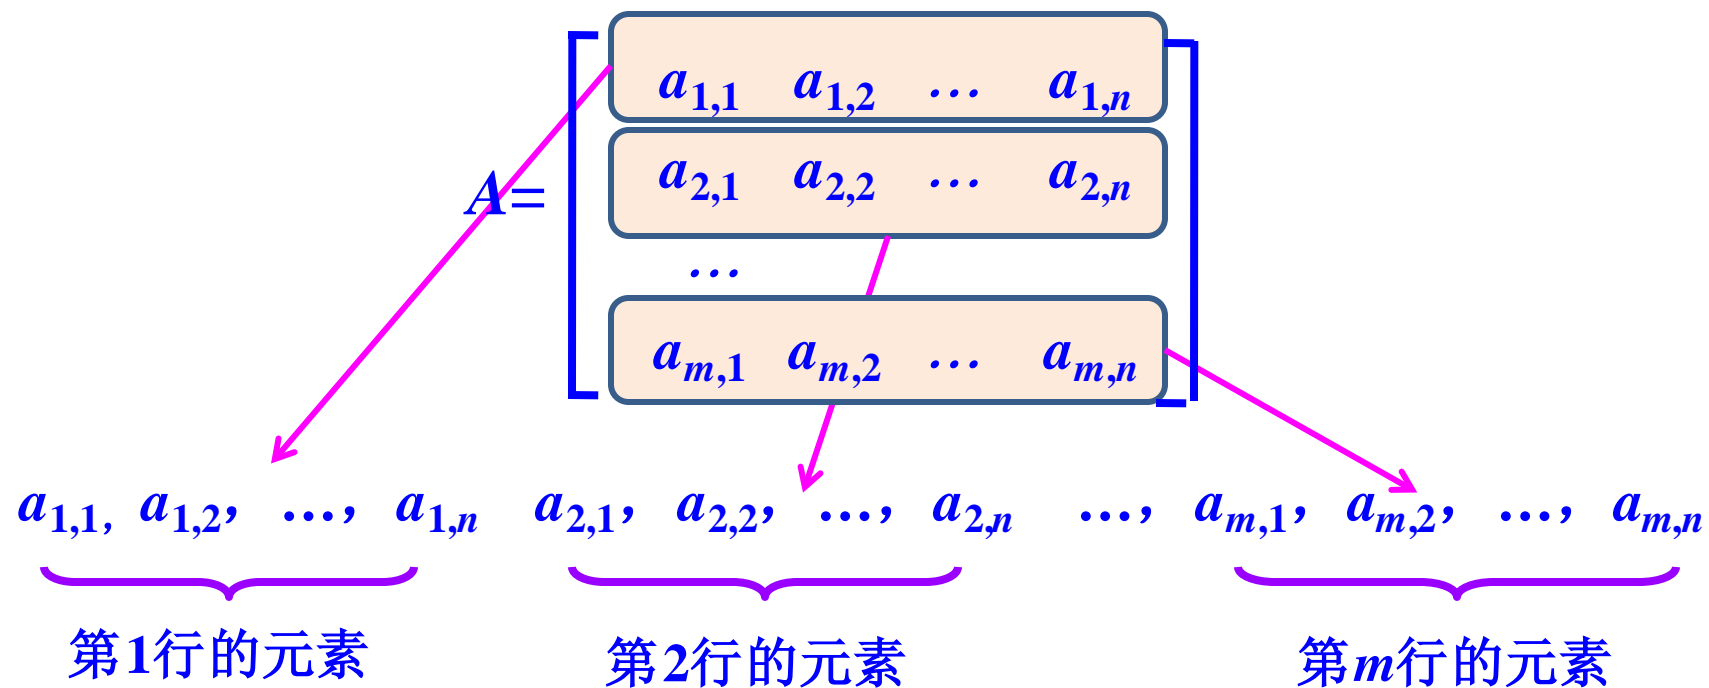 a1,1 a1,2 … a1,n
A=
a2,1 a2,2 … a2,n
…
am,1 am,2 … am,n
a1,1, a1,2, …, a1,n a2,1, a2,2, …, a2,n …, am,1, am,2, …, am,n
第1行的元素 第2行的元素 第m行的元素